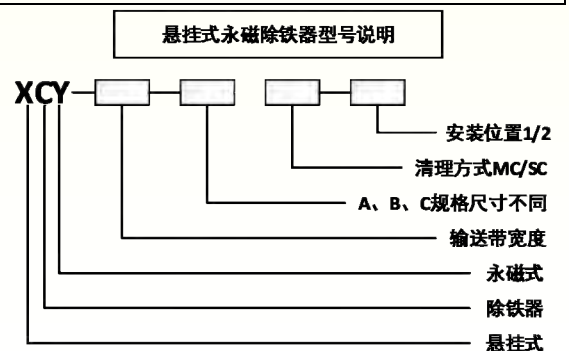 悬挂式永磁除铁器型号说明
XCY
安装位置1/2
清理方式MC/SC
A、B、C规格尺寸不同
输送带宽度
永磁式
除铁器
悬挂式